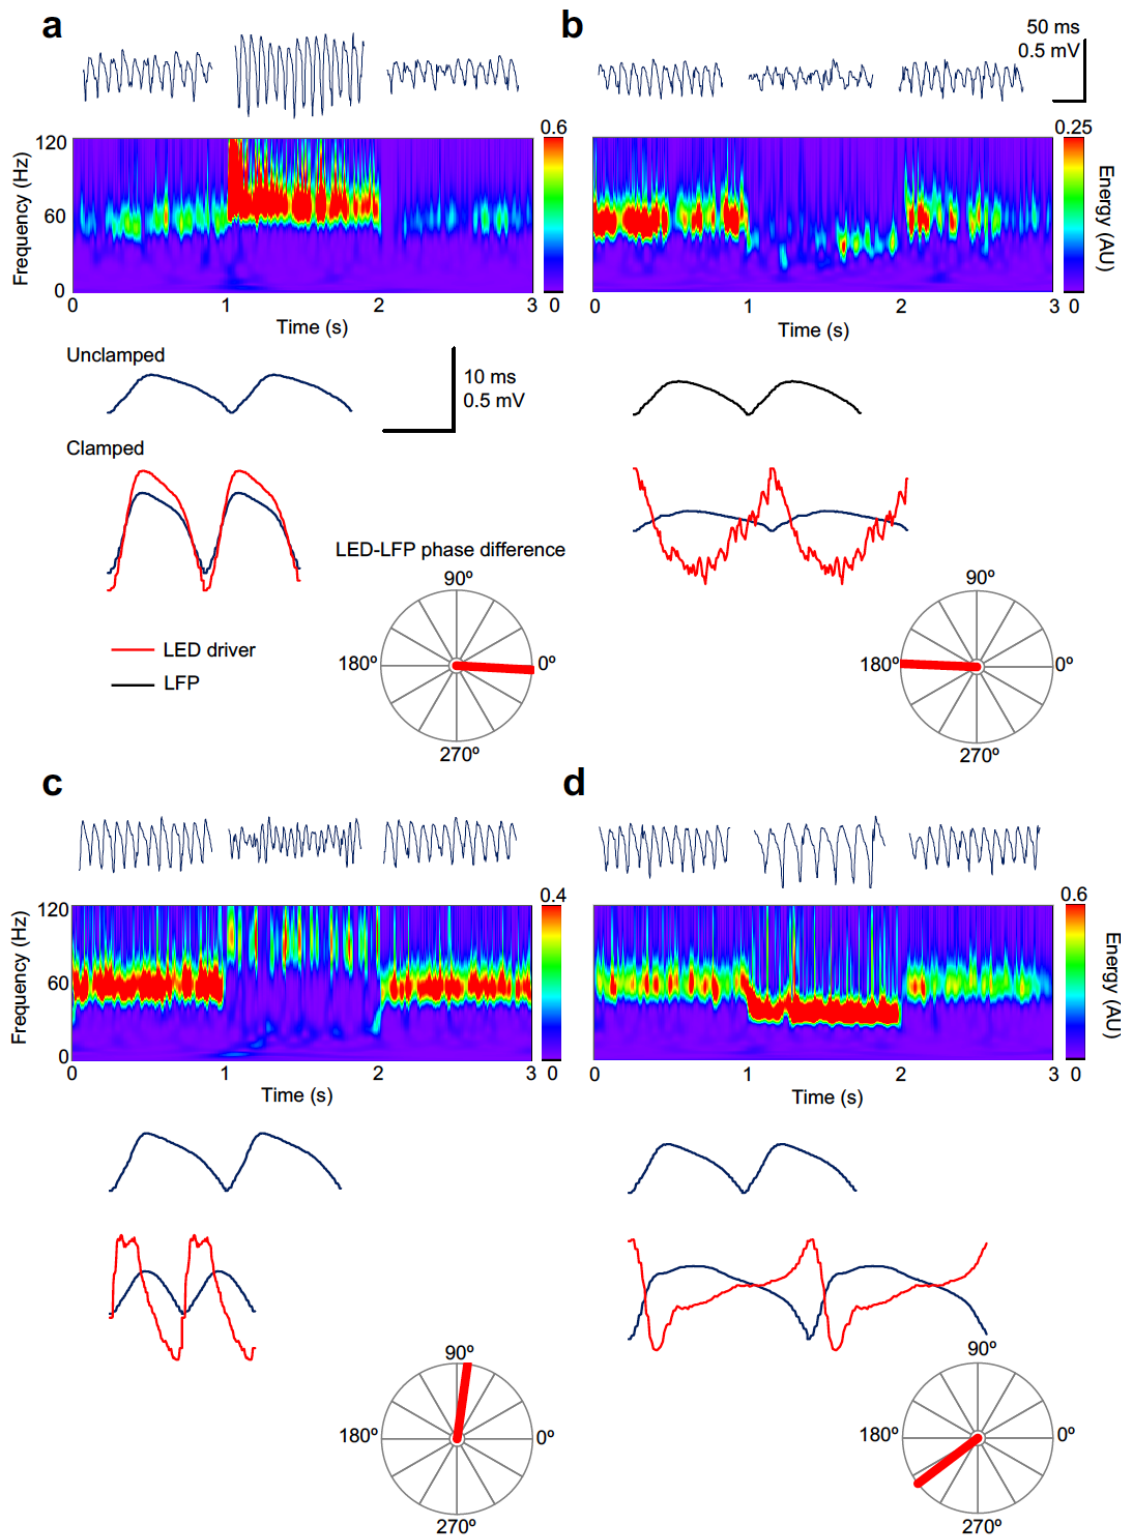 a
b
50 ms
0.5 mV
120
60
0
Frequency (Hz)
0 1 2 3
Time (s)
0.6
0
0 1 2 3
Time (s)
0.25
0
Energy (AU)
Unclamped
10 ms
0.5 mV
Clamped
LED-LFP phase difference
90º
180º
0º
270º
90º
180º
0º
270º
LED driver
LFP
c
d
120
60
0
Frequency (Hz)
0 1 2 3
Time (s)
0.4
0
0 1 2 3
Time (s)
0.6
0
Energy (AU)
90º
180º
0º
270º
90º
180º
0º
270º